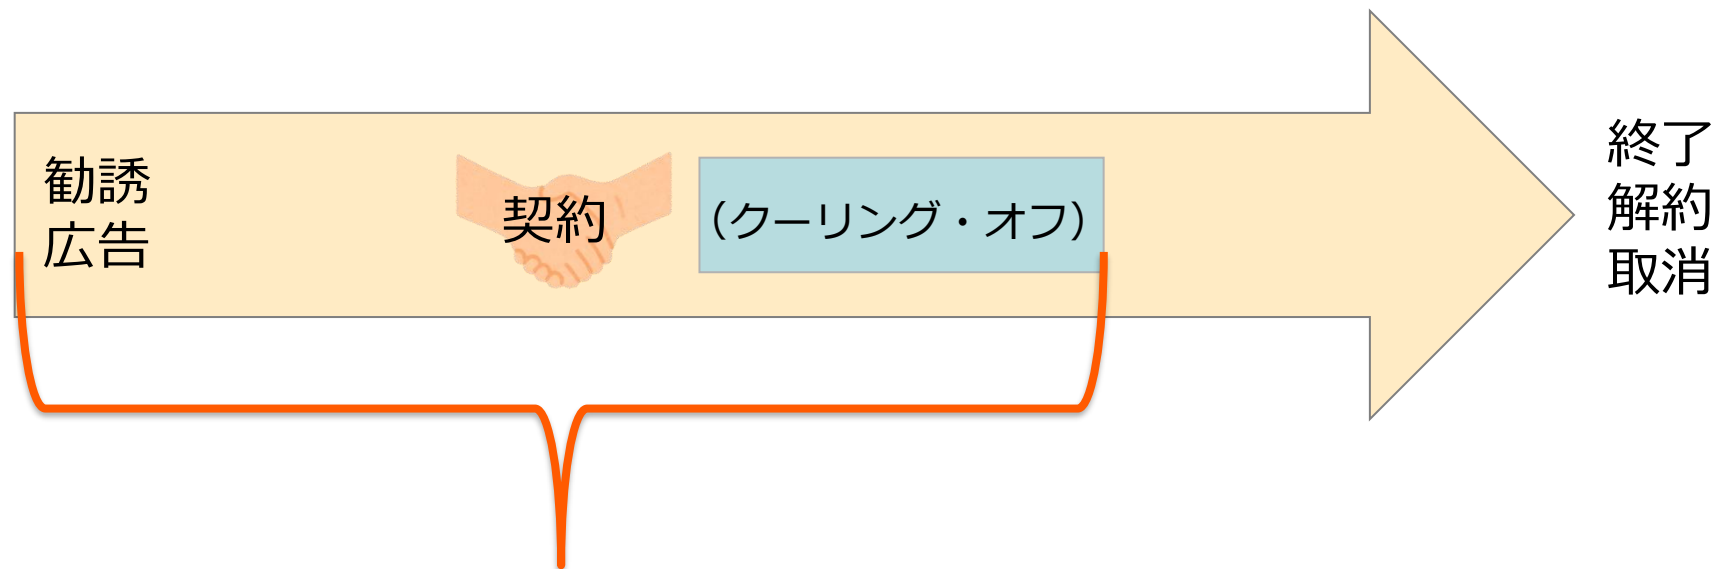 勧誘
広告
契約
（クーリング・オフ）
終了
解約
取消